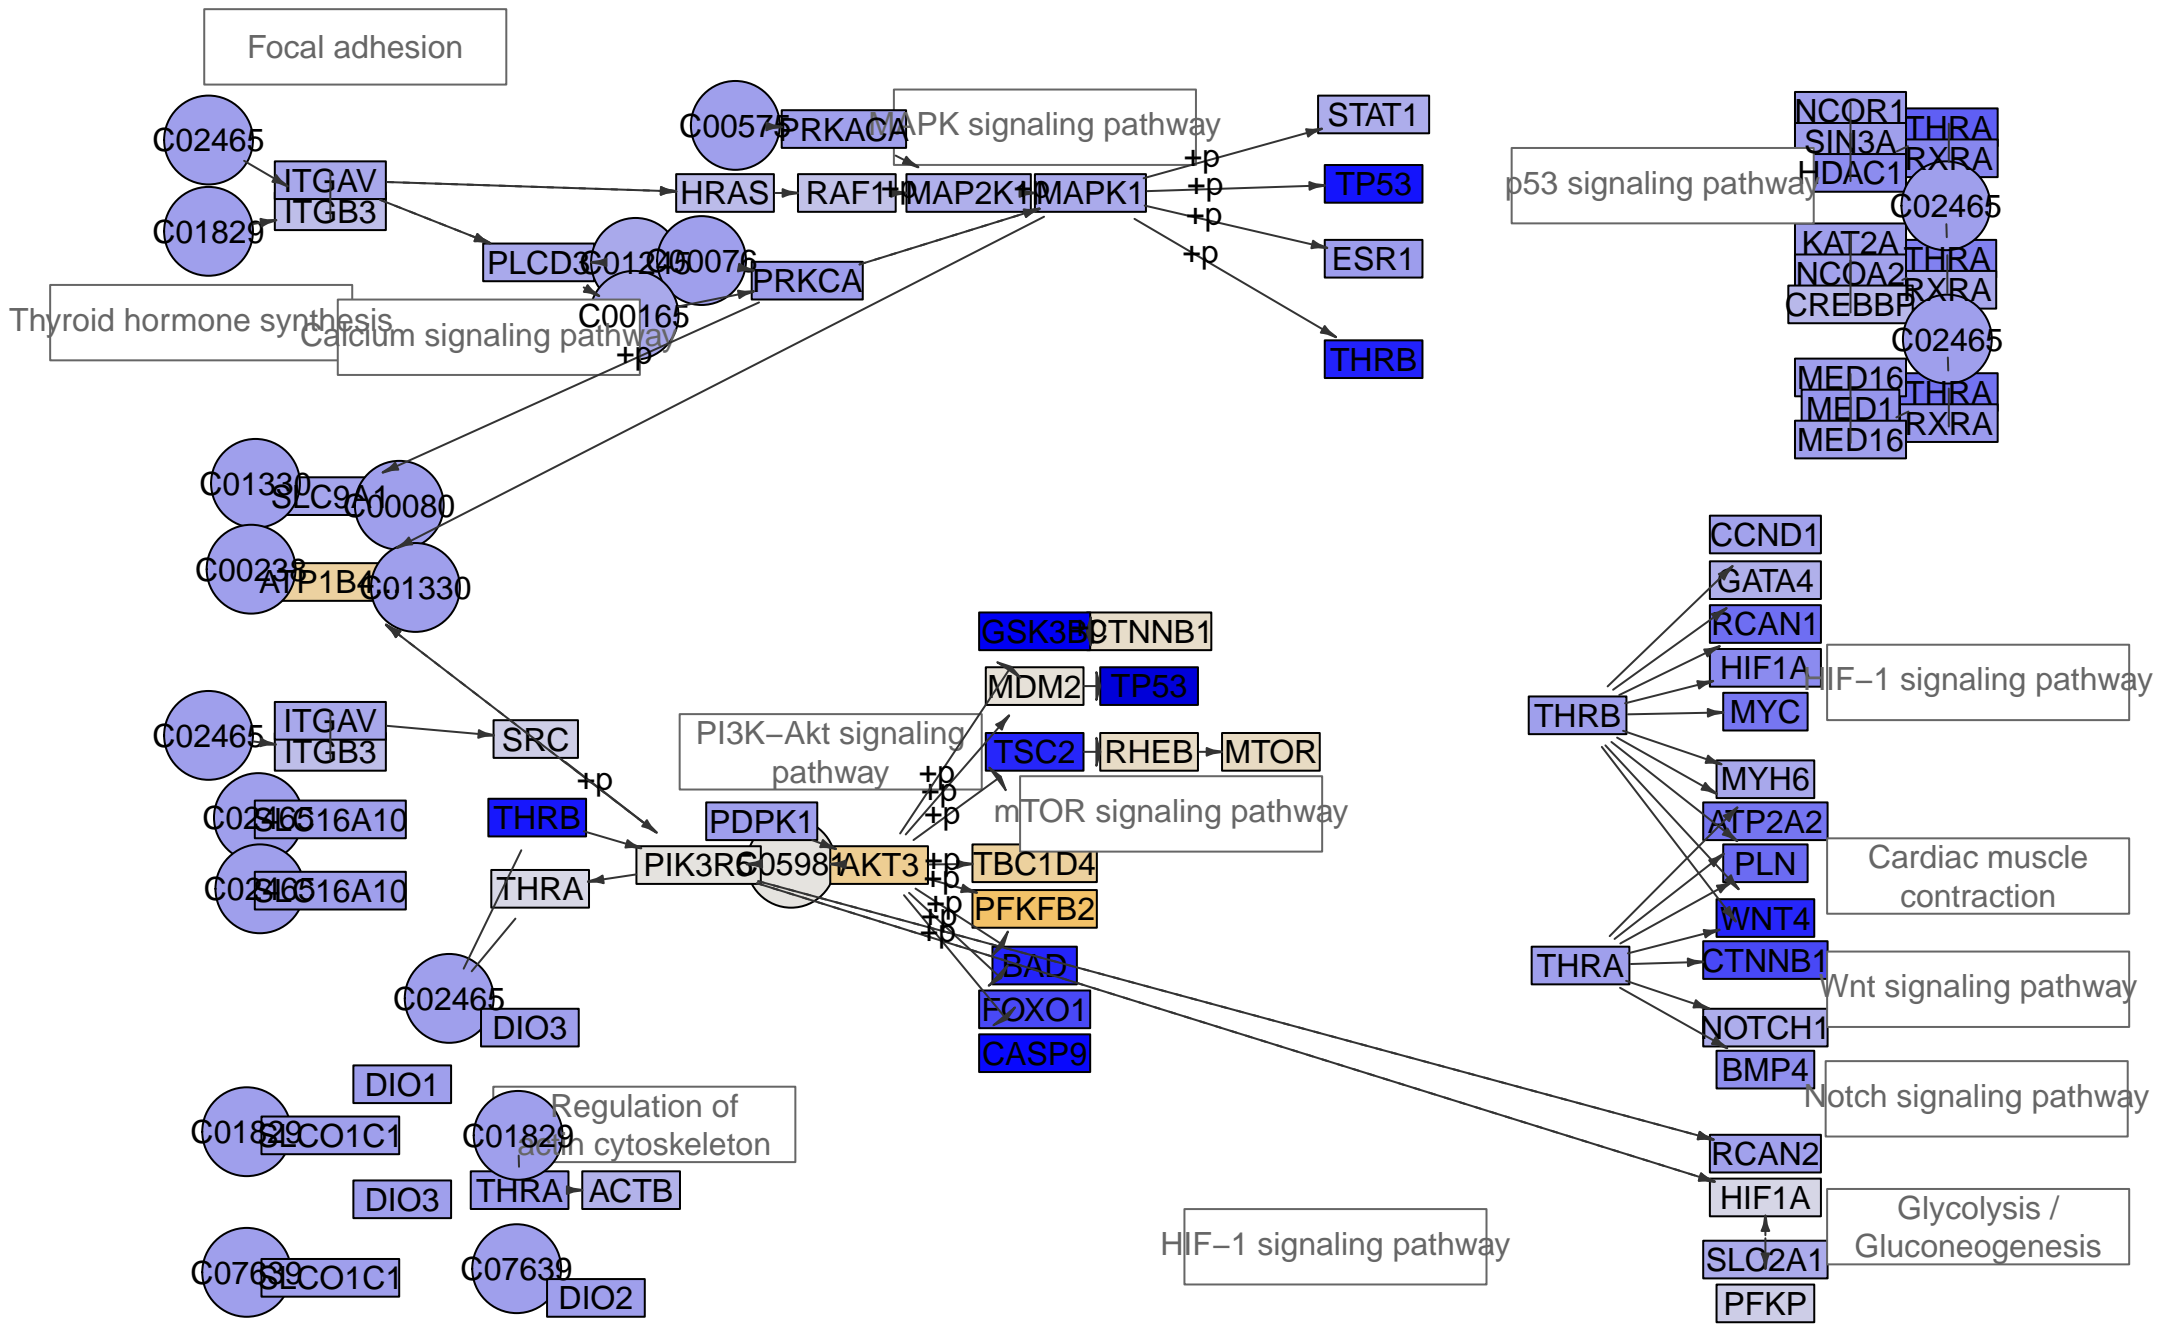 Focal adhesion
C02465
C01829
ITGAV
ITGB3
C00575
PRKACA
MAPK signaling pathway
HRAS
RAF1
+p
MAP2K1
+p
MAPK1
+p
+p
+p
+p
STAT1
TP53
ESR1
THRB
PLCD3
C01245
C00076
C00165
PRKCA
Thyroid hormone synthesis
Calcium signaling pathway
+p
p53 signaling pathway
NCOR1
SIN3A
HDAC1
THRA
RXRA
C02465
KAT2A
NCOA2
CREBBP
THRA
RXRA
C02465
MED16
MED1
MED16
THRA
RXRA
C01330
SLC9A1
C00080
C00238
ATP1B4...
C01330
GSK3B
+p
CTNNB1
MDM2
TP53
TSC2
RHEB
MTOR
PI3K−Akt signaling
pathway
mTOR signaling pathway
C02465
ITGAV
ITGB3
SRC
+p
C02465
SLC16A10
C02465
SLC16A10
THRB
THRA
PDPK1
PIK3R6
C05981
AKT3
+p
+p
+p
+p
+p
+p
+p
+p
TBC1D4
PFKFB2
BAD
FOXO1
CASP9
C02465
DIO3
DIO1
C01829
SLCO1C1
DIO3
C07639
SLCO1C1
Regulation of
actin cytoskeleton
C01829
THRA
ACTB
C07639
DIO2
CCND1
GATA4
RCAN1
HIF1A
MYC
HIF−1 signaling pathway
THRB
MYH6
ATP2A2
PLN
WNT4
CTNNB1
NOTCH1
BMP4
THRA
Cardiac muscle
contraction
Wnt signaling pathway
Notch signaling pathway
RCAN2
HIF1A
SLC2A1
PFKP
Glycolysis /
Gluconeogenesis
HIF−1 signaling pathway